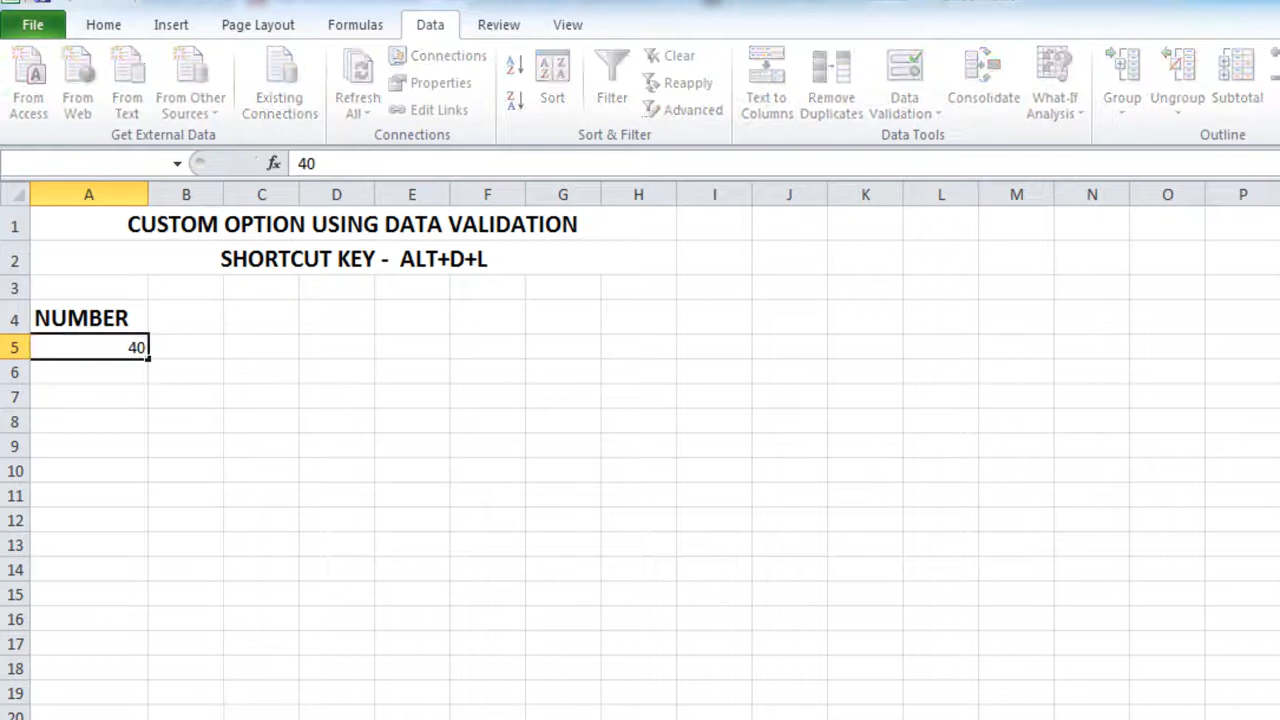 File Home Insert Page Layout Formulas Data Review View
From Access
From Web
From Text
From Other Sources
Existing Connections
Refresh All
Connections
Properties
Edit Links
Sort
Filter
Clear
Reapply
Advanced
Text to Columns
Remove Duplicates
Data Validation
Consolidate
What-If Analysis
Group
Ungroup
Subtotal
Get External Data Connections Sort & Filter Data Tools Outline
fx 40
A B C D E F G H I J K L M N O P
1 CUSTOM OPTION USING DATA VALIDATION
2 SHORTCUT KEY - ALT+D+L
3
4 NUMBER
5 40
6
7
8
9
10
11
12
13
14
15
16
17
18
19
20